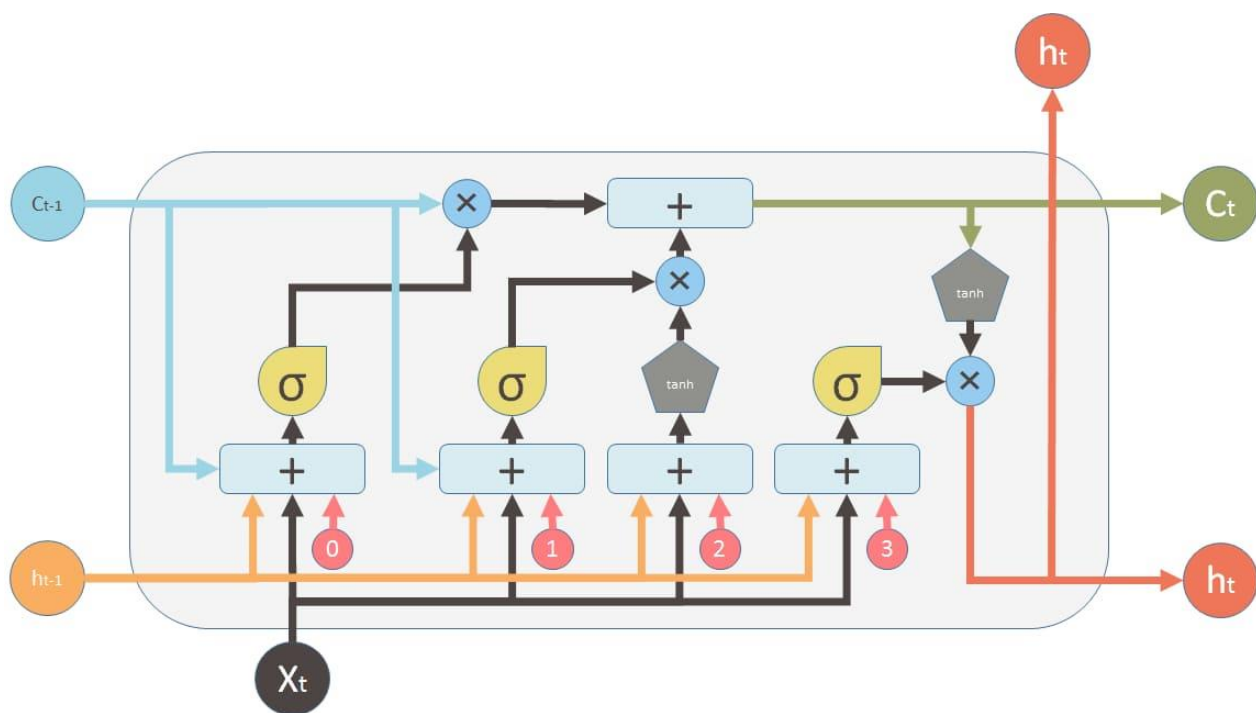 ht
Ct-1
×
+
Ct
×
tanh
σ
σ
tanh
σ
×
+
+
+
+
0
1
2
3
ht-1
ht
Xt